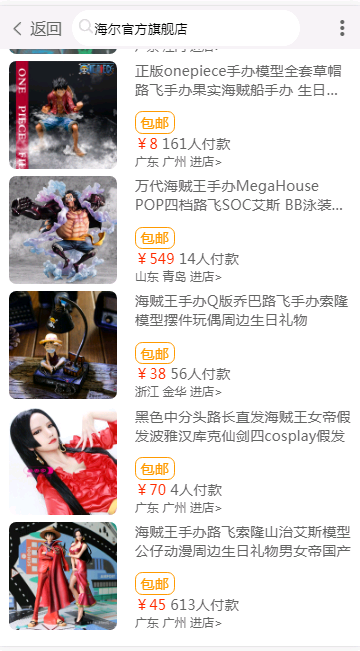 返回
海尔官方旗舰店
正版onepiece手办模型全套草帽
路飞手办果实海贼船手办 生日...
包邮
￥8 161人付款
广东 广州 进店>
万代海贼王手办MegaHouse
POP四档路飞SOC艾斯 BB泳装...
包邮
￥549 14人付款
山东 青岛 进店>
海贼王手办Q版乔巴路飞手办索隆
模型摆件玩偶周边生日礼物
包邮
￥38 56人付款
浙江 金华 进店>
黑色中分头路长直发海贼王女帝假
发波雅汉库克仙剑四cosplay假发
包邮
￥70 4人付款
广东 广州 进店>
海贼王手办路飞索隆山治艾斯模型
公仔动漫周边生日礼物男女帝国产
包邮
￥45 613人付款
广东 广州 进店>